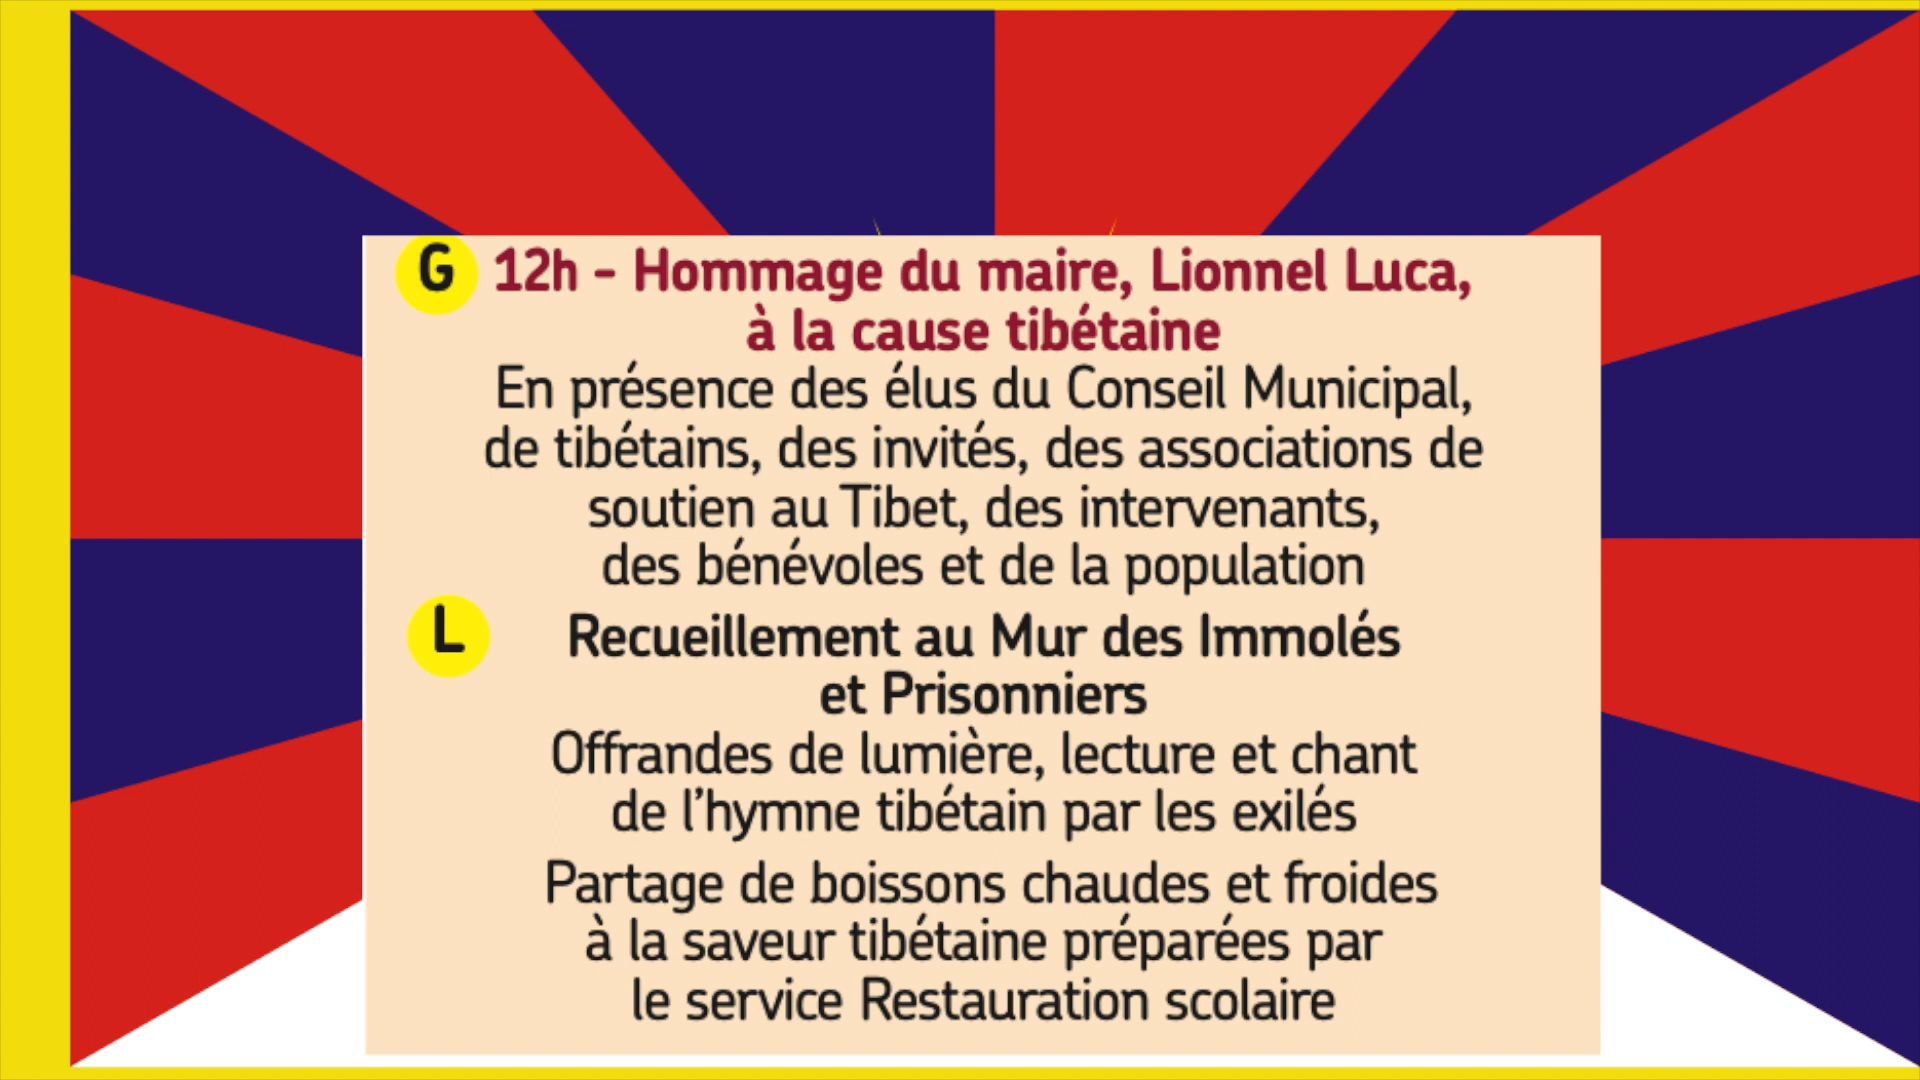 G 12h - Hommage du maire, Lionnel Luca,
à la cause tibétaine
En présence des élus du Conseil Municipal,
de tibétains, des invités, des associations de
soutien au Tibet, des intervenants,
des bénévoles et de la population
L Recueillement au Mur des Immolés
et Prisonniers
Offrandes de lumière, lecture et chant
de l'hymne tibétain par les exilés
Partage de boissons chaudes et froides
à la saveur tibétaine préparées par
le service Restauration scolaire